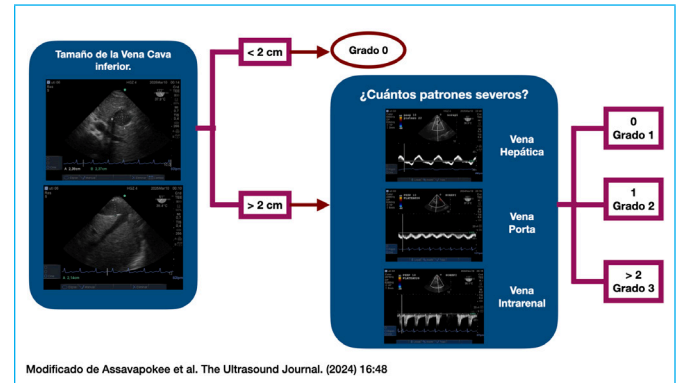 Tamaño de la Vena Cava
inferior.
< 2 cm
Grado 0
> 2 cm
¿Cuántos patrones severos?
Vena
Hepática
Vena
Porta
Vena
Intrarenal
0
Grado 1
1
Grado 2
> 2
Grado 3
Modificado de Assavapokee et al. The Ultrasound Journal. (2024) 16:48